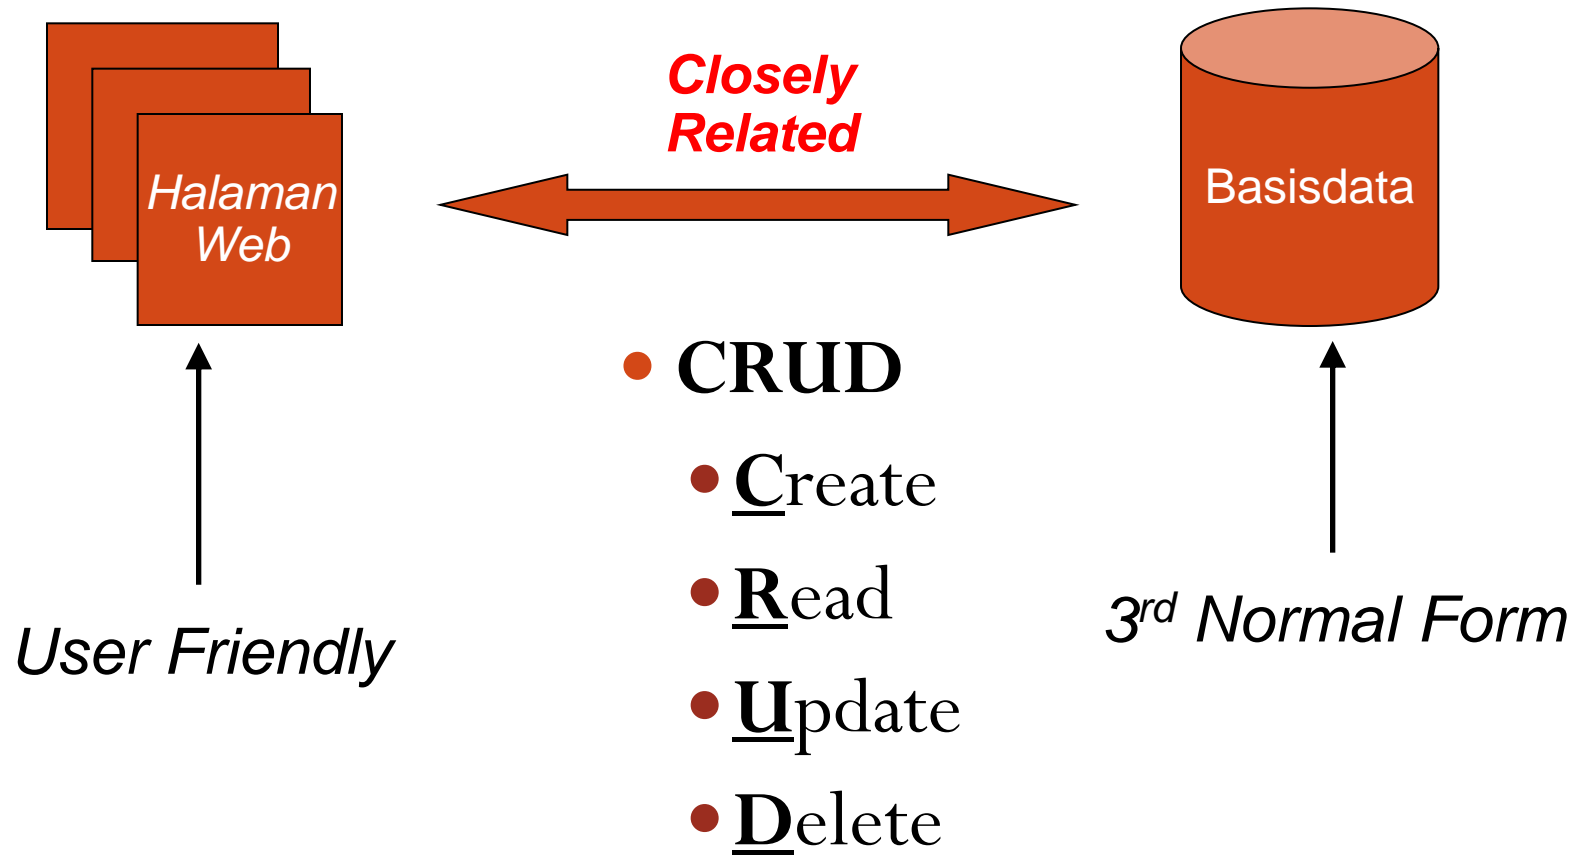 Closely
Related
Halaman
Web
Basisdata
• CRUD
• Create
• Read
• Update
• Delete
User Friendly
3rd Normal Form